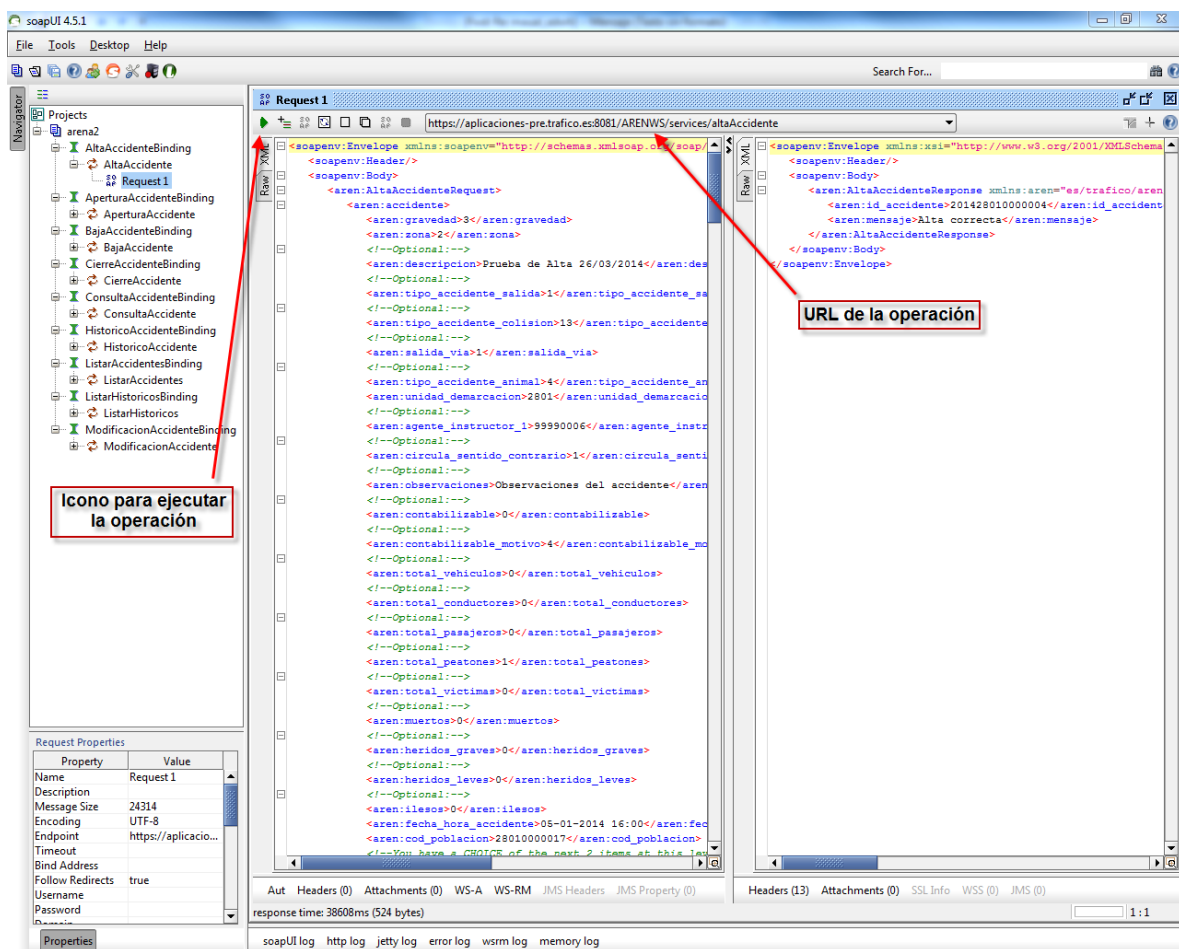 soapUI 4.5.1
File Tools Desktop Help
Search For...
Navigator
Projects
arena2
AltaAccidenteBinding
AltaAccidente
Request 1
AperturaAccidenteBinding
AperturaAccidente
BajaAccidenteBinding
BajaAccidente
CierreAccidenteBinding
CierreAccidente
ConsultaAccidenteBinding
ConsultaAccidente
HistoricoAccidenteBinding
HistoricoAccidente
ListarAccidentesBinding
ListarAccidentes
ListarHistoricosBinding
ListarHistoricos
ModificacionAccidenteBinding
ModificacionAccidente
Icono para ejecutar
la operación
Request Properties
Property Value
Name Request 1
Description
Message Size 24314
Encoding UTF-8
Endpoint https://aplicacio...
Timeout
Bind Address
Follow Redirects true
Username
Password
Properties
Request 1
https://aplicaciones-pre.trafico.es:8081/ARENWS/services/altaAccidente
XML
Raw
<soapenv:Envelope xmlns:soapenv="http://schemas.xmlsoap.org/soap/
<soapenv:Header/>
<soapenv:Body>
<aren:AltaAccidenteRequest>
<aren:accidente>
<aren:gravedad>3</aren:gravedad>
<aren:zona>2</aren:zona>
<!--Optional:-->
<aren:descripcion>Prueba de Alta 26/03/2014</aren:des
<!--Optional:-->
<aren:tipo_accidente_salida>1</aren:tipo_accidente_sa
<!--Optional:-->
<aren:tipo_accidente_colision>13</aren:tipo_accidente
<!--Optional:-->
<aren:salida_via>1</aren:salida_via>
<!--Optional:-->
<aren:tipo_accidente_animal>4</aren:tipo_accidente_an
<aren:unidad_demarcacion>2801</aren:unidad_demarcacio
<!--Optional:-->
<aren:agente_instructor_1>99990006</aren:agente_instr
<!--Optional:-->
<aren:circula_sentido_contrario>1</aren:circula_senti
<!--Optional:-->
<aren:observaciones>Observaciones del accidente</aren
<!--Optional:-->
<aren:contabilizable>0</aren:contabilizable>
<!--Optional:-->
<aren:contabilizable_motivo>4</aren:contabilizable_mo
<!--Optional:-->
<aren:total_vehiculos>0</aren:total_vehiculos>
<!--Optional:-->
<aren:total_conductores>0</aren:total_conductores>
<!--Optional:-->
<aren:total_pasajeros>0</aren:total_pasajeros>
<!--Optional:-->
<aren:total_peatones>1</aren:total_peatones>
<!--Optional:-->
<aren:total_victimas>0</aren:total_victimas>
<!--Optional:-->
<aren:muertos>0</aren:muertos>
<!--Optional:-->
<aren:heridos_graves>0</aren:heridos_graves>
<!--Optional:-->
<aren:heridos_leves>0</aren:heridos_leves>
<!--Optional:-->
<aren:ilesos>0</aren:ilesos>
<aren:fecha_hora_accidente>05-01-2014 16:00</aren:fec
<aren:cod_poblacion>28010000017</aren:cod_poblacion>
<!--You have a CHOICE of the next 2 items at this lev
Aut Headers (0) Attachments (0) WS-A WS-RM JMS Headers JMS Property (0)
response time: 38608ms (524 bytes)
XML
Raw
<soapenv:Envelope xmlns:xsi="http://www.w3.org/2001/XMLSchema
<soapenv:Header/>
<soapenv:Body>
<aren:AltaAccidenteResponse xmlns:aren="es/trafico/aren
<aren:id_accidente>201428010000004</aren:id_accident
<aren:mensaje>Alta correcta</aren:mensaje>
</aren:AltaAccidenteResponse>
</soapenv:Body>
</soapenv:Envelope>
URL de la operación
Headers (13) Attachments (0) SSL Info WSS (0) JMS (0)
1 : 1
soapUI log http log jetty log error log wsrm log memory log